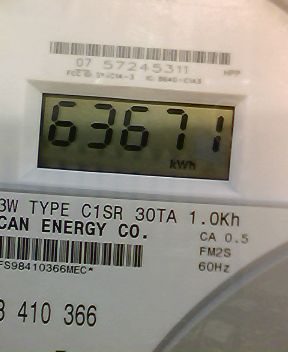 07 57245311 HPP
63671
kWh
3W TYPE C1SR 30TA 1.0Kh
CAN ENERGY CO. CA 0.5
FM2S
FS98410366MEC* 60Hz
8 410 366